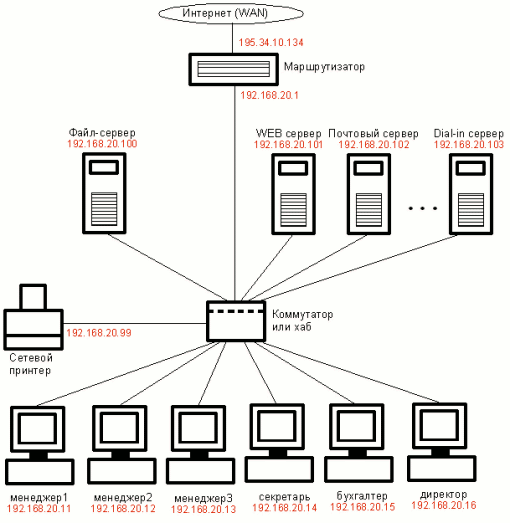 Интернет (WAN)
195.34.10.134
Маршрутизатор
192.168.20.1
Файл-сервер
192.168.20.100
WEB сервер
192.168.20.101
Почтовый сервер
192.168.20.102
Dial-in сервер
192.168.20.103
...
Коммутатор
или хаб
192.168.20.99
Сетевой
принтер
менеджер1
192.168.20.11
менеджер2
192.168.20.12
менеджер3
192.168.20.13
секретарь
192.168.20.14
бухгалтер
192.168.20.15
директор
192.168.20.16